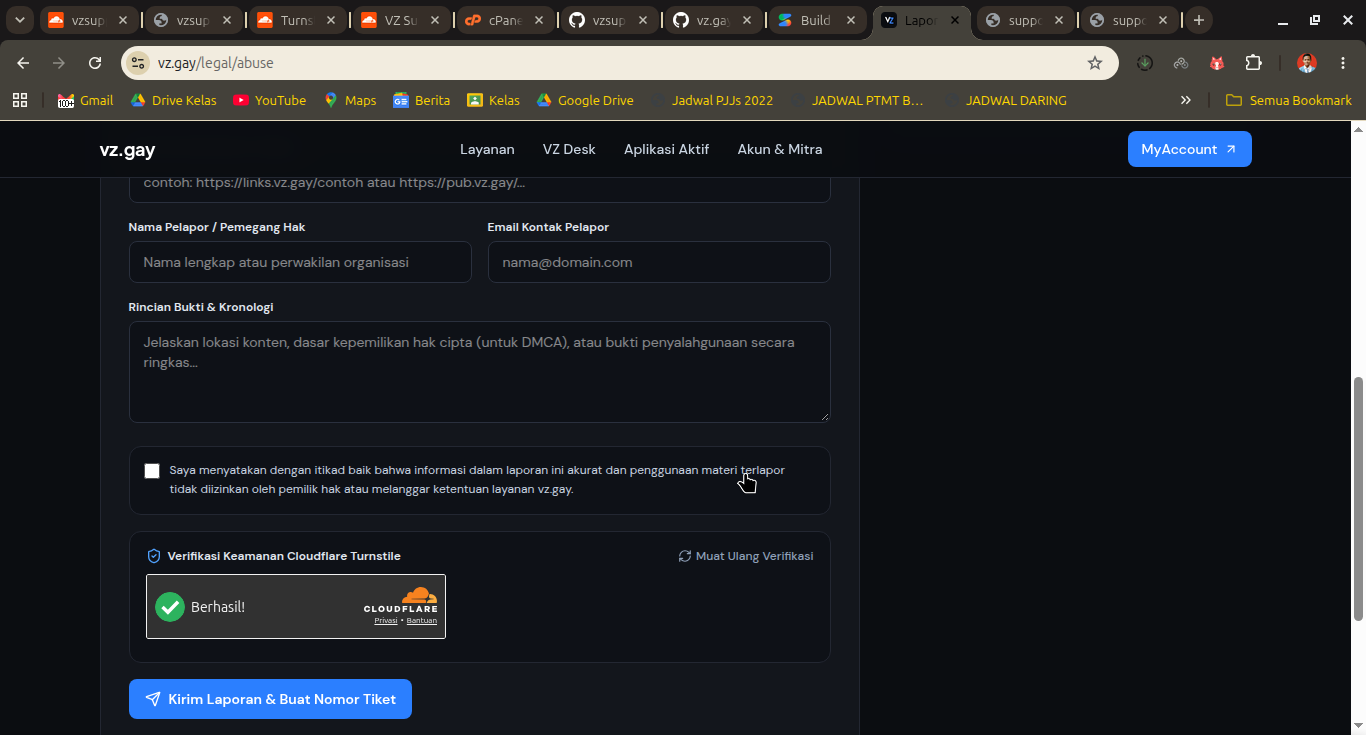 vzsup
vzsup
Turns
VZ Su
cPane
vzsup
vz.ga
Build
Lapo
suppo
suppo
vz.gay/legal/abuse
Gmail
Drive Kelas
YouTube
Maps
Berita
Kelas
Google Drive
Jadwal PJJs 2022
JADWAL PTMT B...
JADWAL DARING
Semua Bookmark
vz.gay
Layanan
VZ Desk
Aplikasi Aktif
Akun & Mitra
MyAccount
contoh: https://links.vz.gay/contoh atau https://pub.vz.gay/...
Nama Pelapor / Pemegang Hak
Email Kontak Pelapor
Nama lengkap atau perwakilan organisasi
nama@domain.com
Rincian Bukti & Kronologi
Jelaskan lokasi konten, dasar kepemilikan hak cipta (untuk DMCA), atau bukti penyalahgunaan secara
ringkas...
Saya menyatakan dengan itikad baik bahwa informasi dalam laporan ini akurat dan penggunaan materi terlapor
tidak diizinkan oleh pemilik hak atau melanggar ketentuan layanan vz.gay.
Verifikasi Keamanan Cloudflare Turnstile
Muat Ulang Verifikasi
Berhasil!
CLOUDFLARE
Privasi • Bantuan
Kirim Laporan & Buat Nomor Tiket